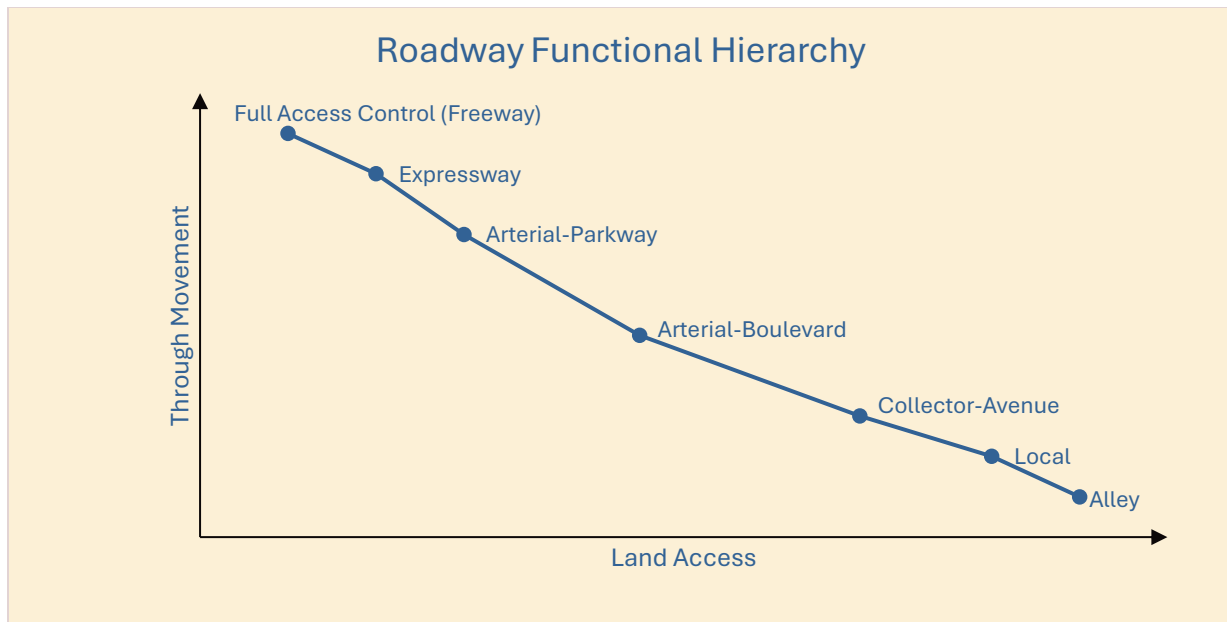 Roadway Functional Hierarchy
Full Access Control (Freeway)
Expressway
Arterial-Parkway
Arterial-Boulevard
Collector-Avenue
Local
Alley
Through Movement
Land Access